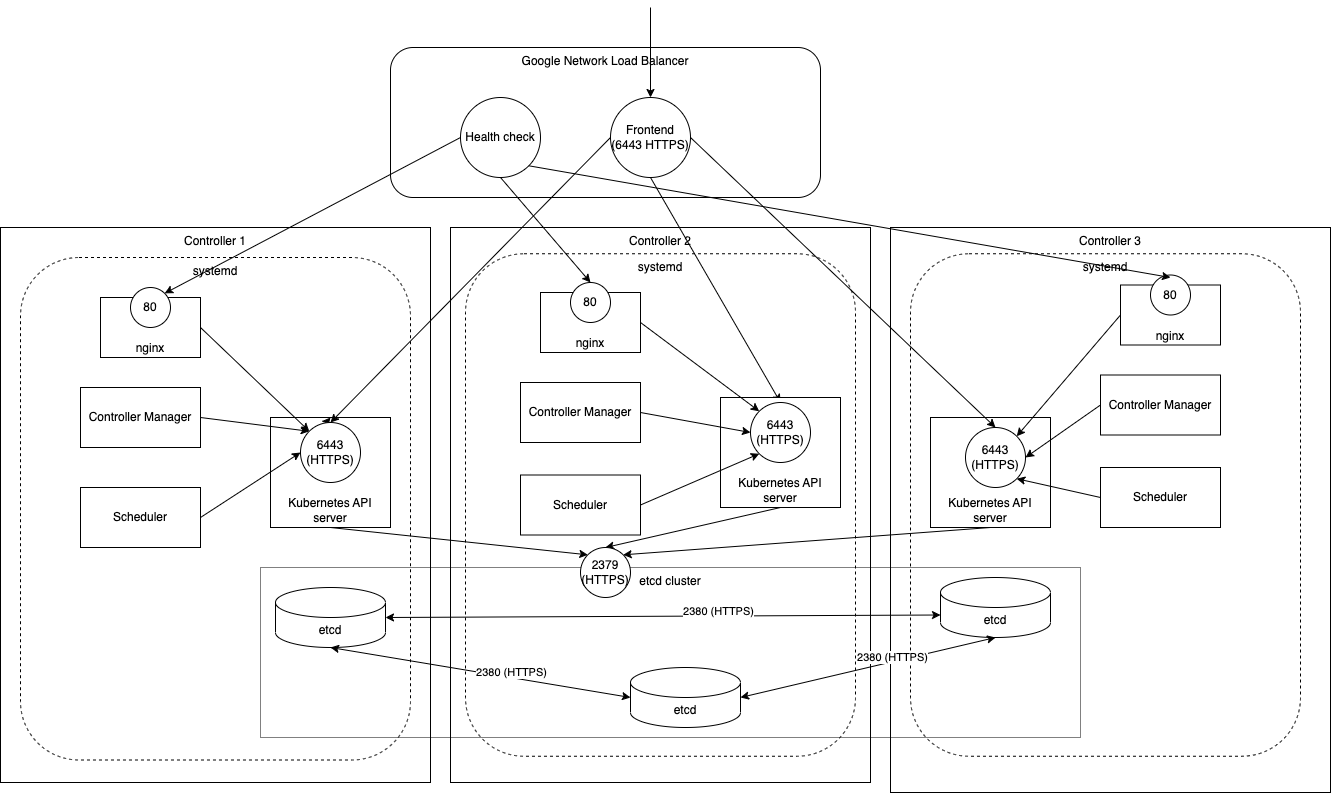 Google Network Load Balancer
Health check
Frontend
(6443 HTTPS)
Controller 1
systemd
80
nginx
Controller Manager
Scheduler
6443
(HTTPS)
Kubernetes API
server
Controller 2
systemd
80
nginx
Controller Manager
Scheduler
6443
(HTTPS)
Kubernetes API
server
Controller 3
systemd
80
nginx
Controller Manager
Scheduler
6443
(HTTPS)
Kubernetes API
server
2379
(HTTPS)
etcd cluster
etcd
2380 (HTTPS)
etcd
2380 (HTTPS)
2380 (HTTPS)
etcd